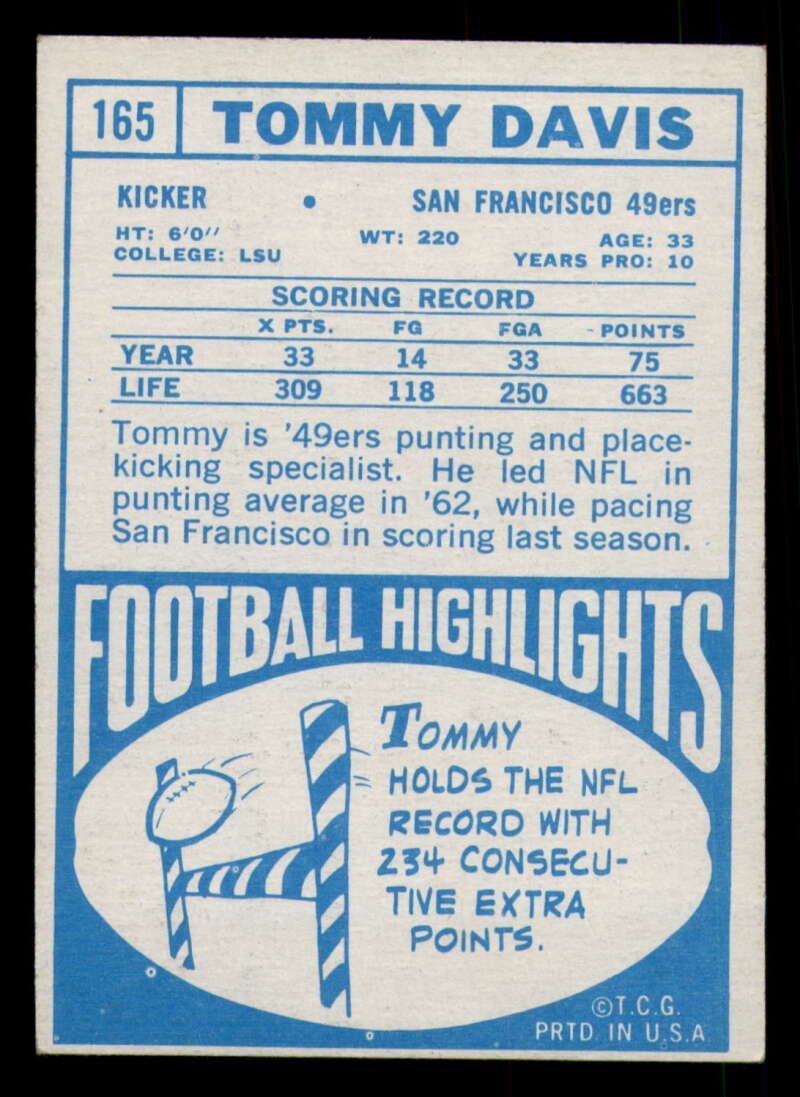 165 TOMMY DAVIS
KICKER • SAN FRANCISCO 49ers
HT: 6'0" WT: 220 AGE: 33
COLLEGE: LSU YEARS PRO: 10
SCORING RECORD
X PTS. FG FGA POINTS
YEAR 33 14 33 75
LIFE 309 118 250 663
Tommy is '49ers punting and place-
kicking specialist. He led NFL in
punting average in '62, while pacing
San Francisco in scoring last season.
FOOTBALL HIGHLIGHTS
TOMMY
HOLDS THE NFL
RECORD WITH
234 CONSECU-
TIVE EXTRA
POINTS.
©T.C.G.
PRTD. IN U.S.A